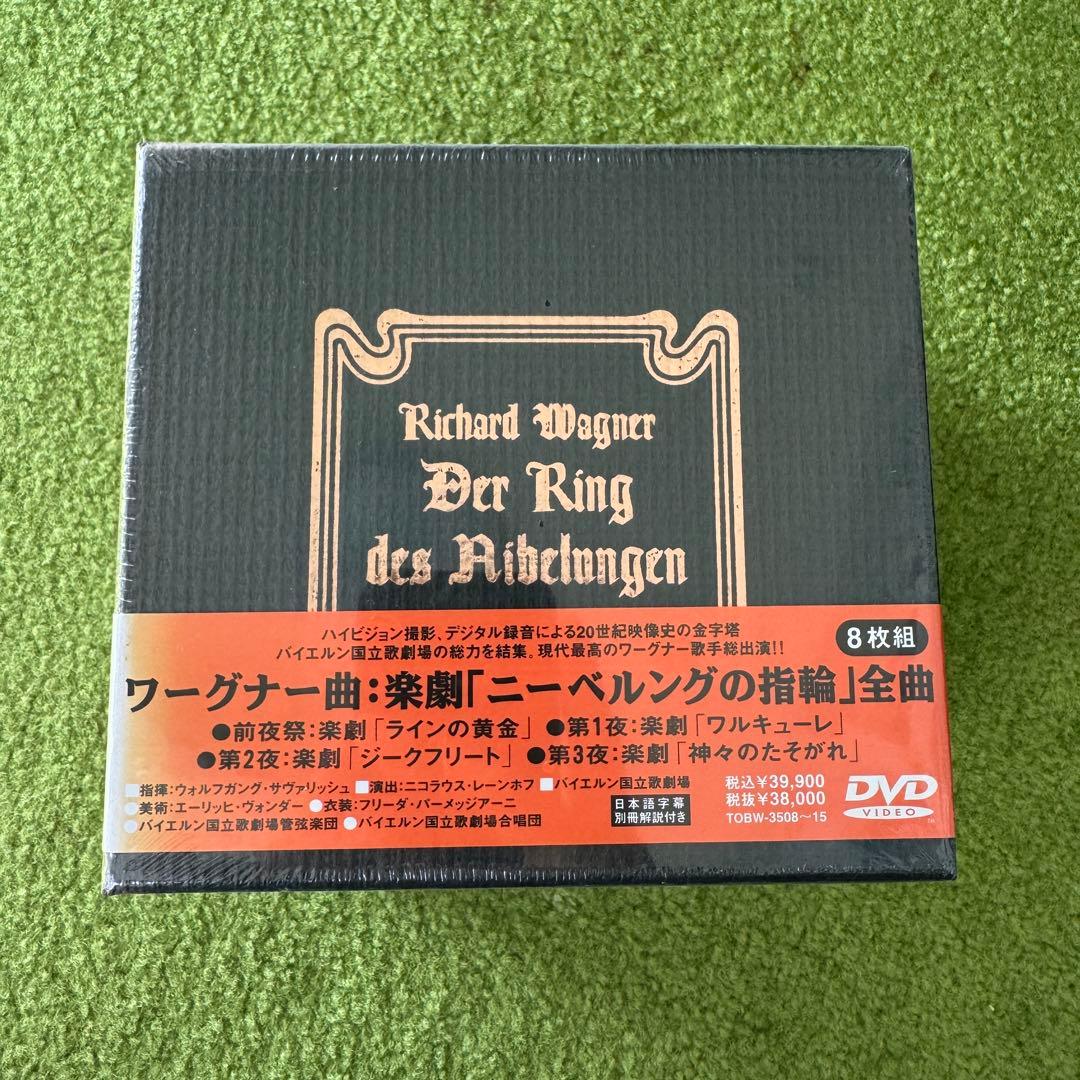 Richard Wagner
Der Ring
des Nibelungen
ハイビジョン撮影、デジタル録音による20世紀映像史の金字塔
バイエルン国立歌劇場の総力を結集。現代最高のワーグナー歌手総出演!!
8枚組
ワーグナー曲:楽劇「ニーベルングの指輪」全曲
●前夜祭:楽劇「ラインの黄金」 ●第1夜:楽劇「ワルキューレ」
●第2夜:楽劇「ジークフリート」 ●第3夜:楽劇「神々のたそがれ」
■指揮:ウォルフガング・サヴァリッシュ ■演出:ニコラウス・レーンホフ ■バイエルン国立歌劇場
●美術:エーリッヒ・ヴォンダー ●衣装:フリーダ・パーメッジアーニ
●バイエルン国立歌劇場管弦楽団 ●バイエルン国立歌劇場合唱団
日本語字幕
別冊解説付き
税込¥39,900
税抜¥38,000
TOBW-3508〜15
DVD
VIDEO